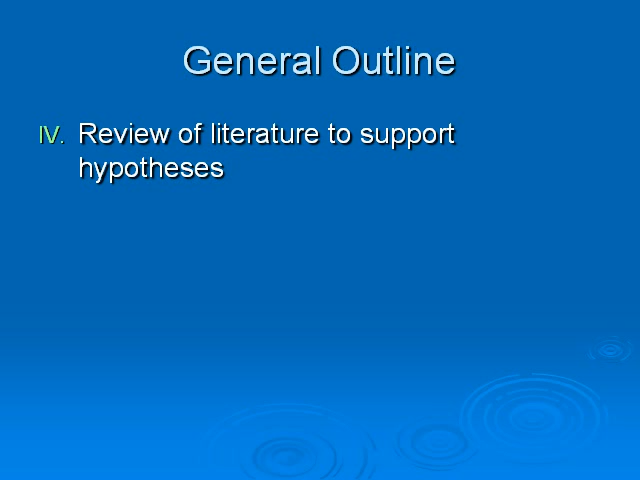 General Outline
IV. Review of literature to support
hypotheses